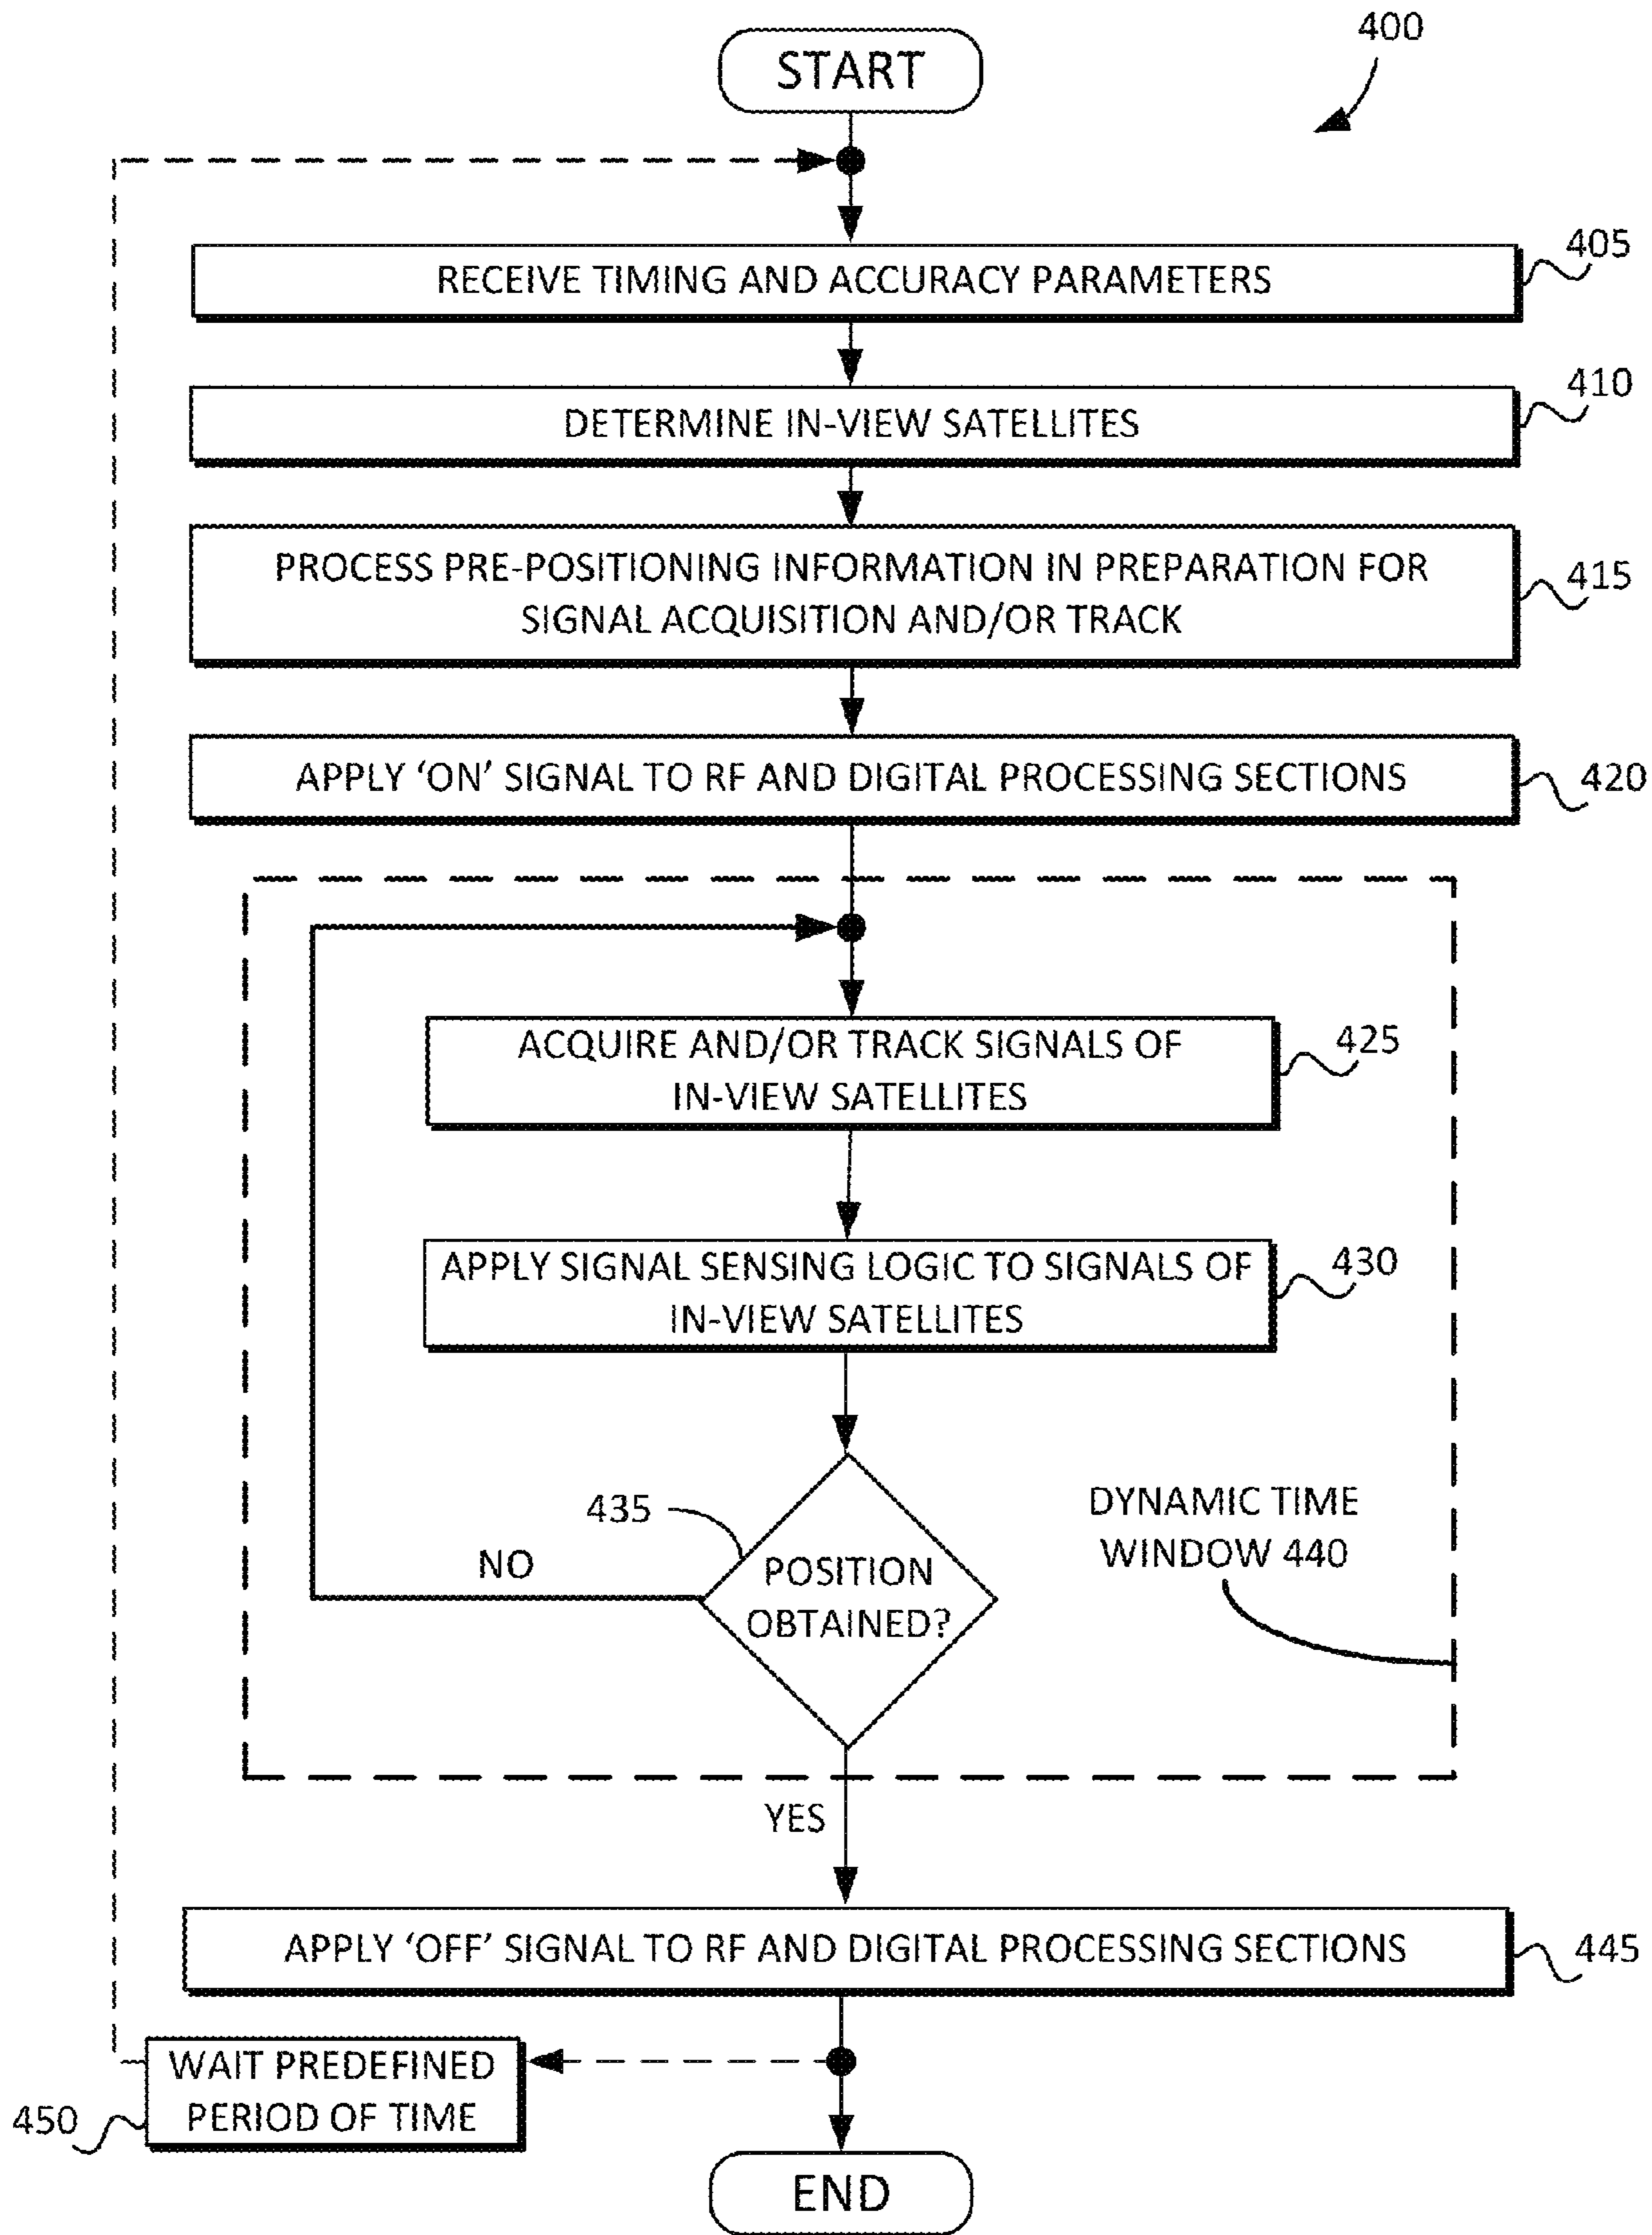 400
START
RECEIVE TIMING AND ACCURACY PARAMETERS
405
DETERMINE IN-VIEW SATELLITES
410
PROCESS PRE-POSITIONING INFORMATION IN PREPARATION FOR
SIGNAL ACQUISITION AND/OR TRACK
415
APPLY ‘ON’ SIGNAL TO RF AND DIGITAL PROCESSING SECTIONS
420
ACQUIRE AND/OR TRACK SIGNALS OF
IN-VIEW SATELLITES
425
APPLY SIGNAL SENSING LOGIC TO SIGNALS OF
IN-VIEW SATELLITES
430
435
POSITION
OBTAINED?
NO
DYNAMIC TIME
WINDOW 440
YES
APPLY ‘OFF’ SIGNAL TO RF AND DIGITAL PROCESSING SECTIONS
445
WAIT PREDEFINED
PERIOD OF TIME
450
END